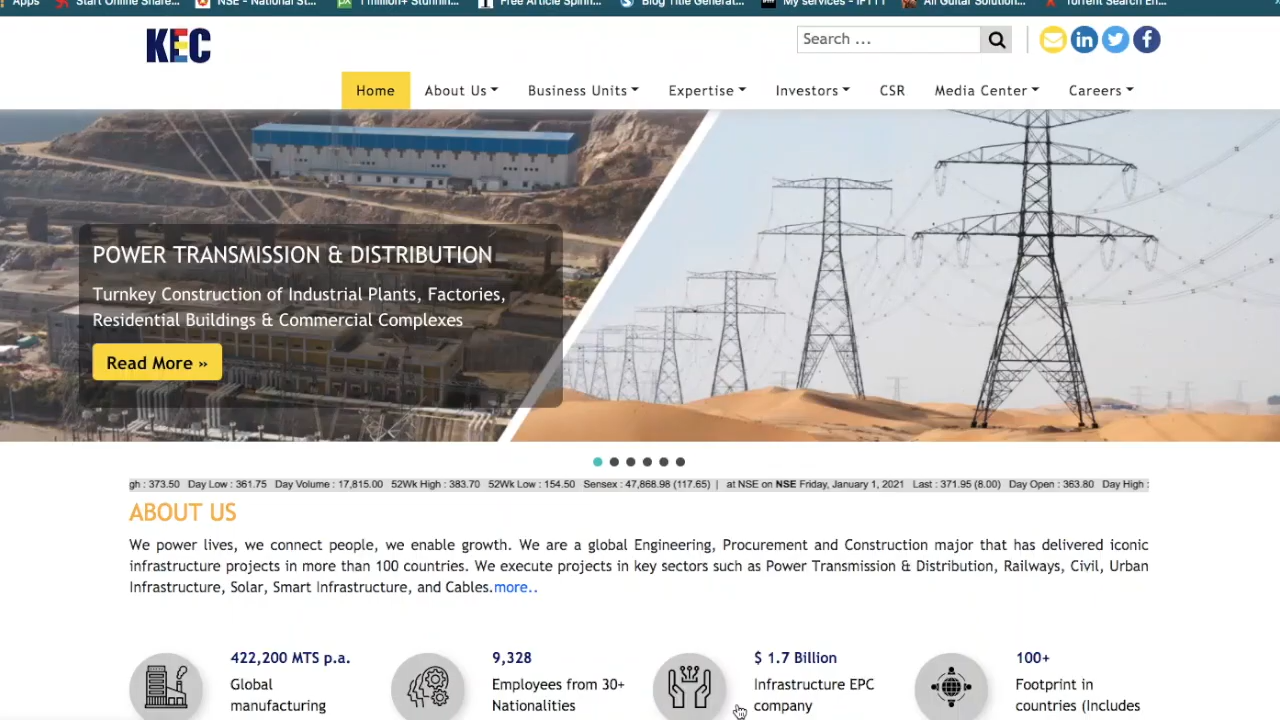 Apps Start Online Share... NSE - National St... 1 million+ Stunnin... Free Article Spinn... Blog Title Generat... My services - IFTTT All Guitar Solution... Torrent Search En...
KEC
Search ...
Home About Us Business Units Expertise Investors CSR Media Center Careers
POWER TRANSMISSION & DISTRIBUTION
Turnkey Construction of Industrial Plants, Factories,
Residential Buildings & Commercial Complexes
Read More »
gh : 373.50 Day Low : 361.75 Day Volume : 17,815.00 52Wk High : 383.70 52Wk Low : 154.50 Sensex : 47,868.98 (117.65) | at NSE on NSE Friday, January 1, 2021 Last : 371.95 (8.00) Day Open : 363.80 Day High :
ABOUT US
We power lives, we connect people, we enable growth. We are a global Engineering, Procurement and Construction major that has delivered iconic
infrastructure projects in more than 100 countries. We execute projects in key sectors such as Power Transmission & Distribution, Railways, Civil, Urban
Infrastructure, Solar, Smart Infrastructure, and Cables.more..
422,200 MTS p.a.
Global
manufacturing
9,328
Employees from 30+
Nationalities
$ 1.7 Billion
Infrastructure EPC
company
100+
Footprint in
countries (Includes